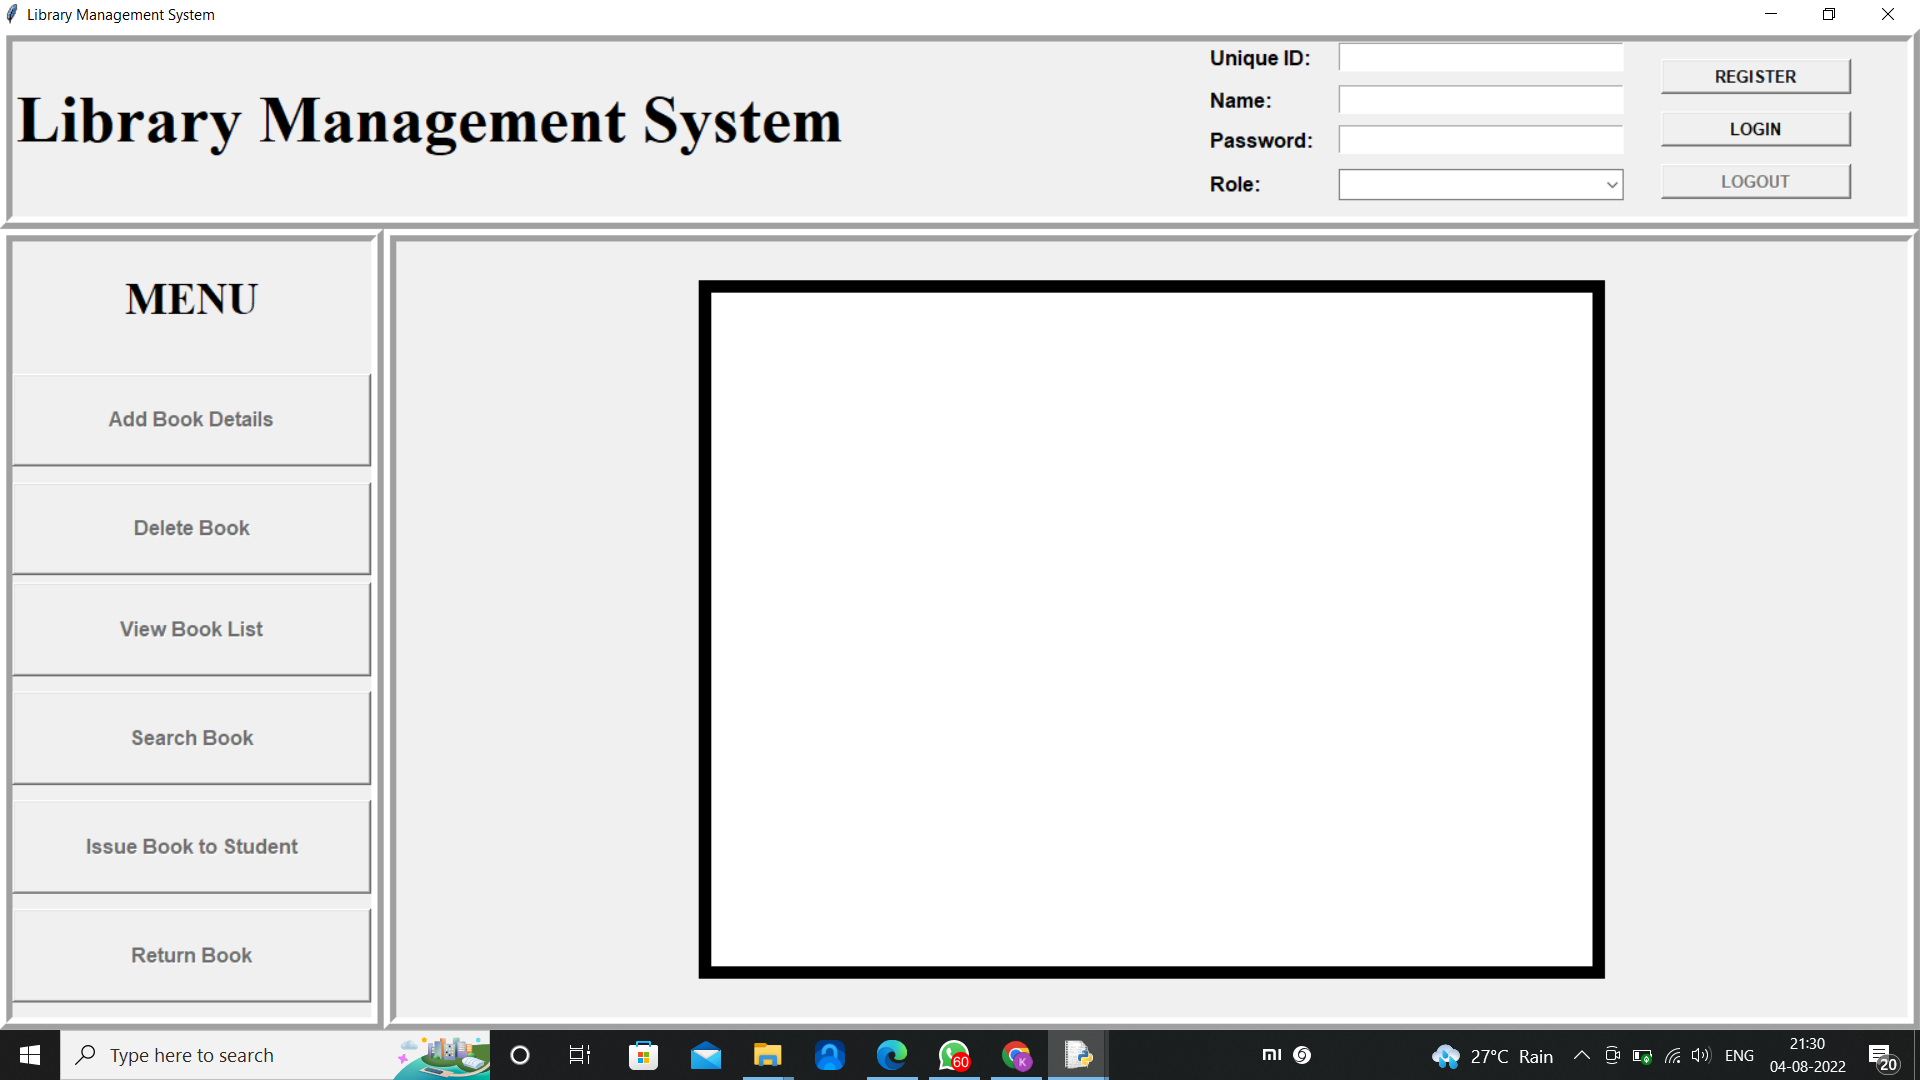 Library Management System
Library Management System
Unique ID:
Name:
Password:
Role:
REGISTER
LOGIN
LOGOUT
MENU
Add Book Details
Delete Book
View Book List
Search Book
Issue Book to Student
Return Book
Type here to search
60
K
mi
27°C Rain
ENG
21:30
04-08-2022
20